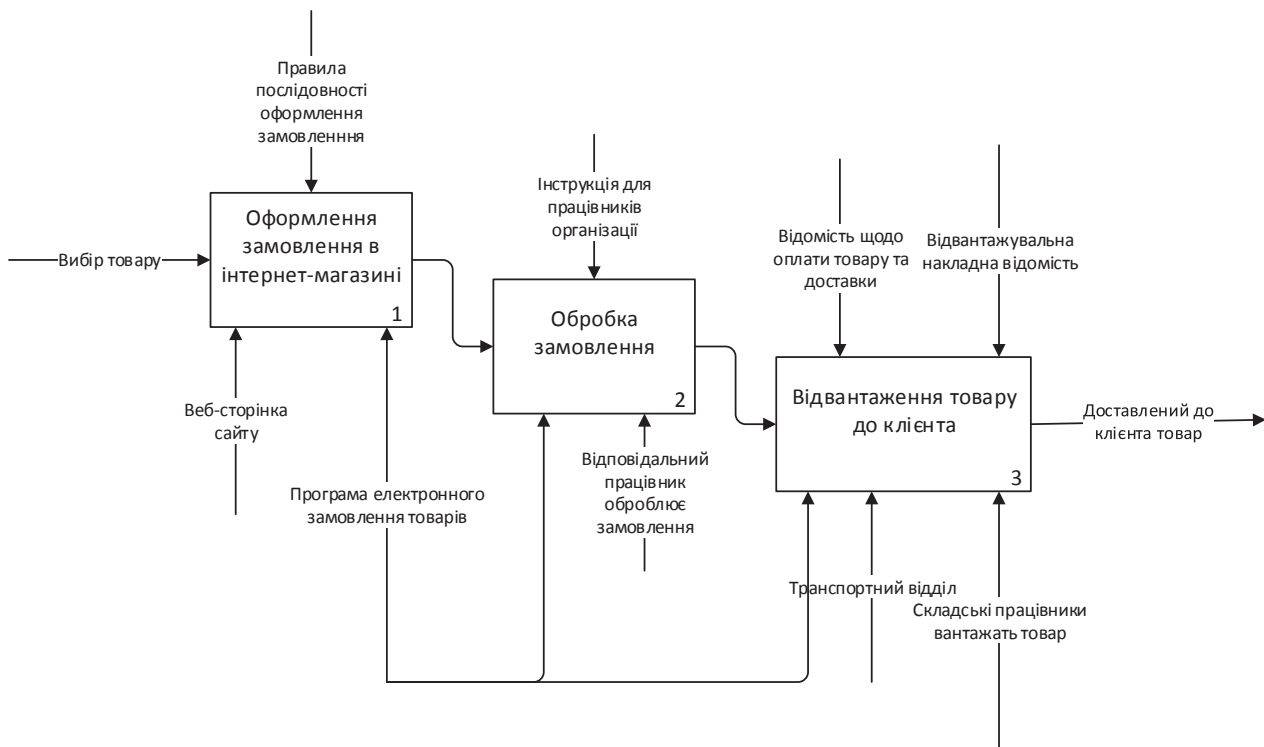 Правила
послідовності
оформлення
замовленння
Вибір товару
Оформлення
замовлення в
інтернет-магазині
1
Веб-сторінка
сайту
Програма електронного
замовлення товарів
Інструкція для
працівників
організації
Обробка
замовлення
2
Відповідальний
працівник
оброблює
замовлення
Відомість щодо
оплати товару та
доставки
Відвантажувальна
накладна відомість
Відвантаження товару
до клієнта
3
Доставлений до
клієнта товар
Транспортний відділ
Складські працівники
вантажать товар